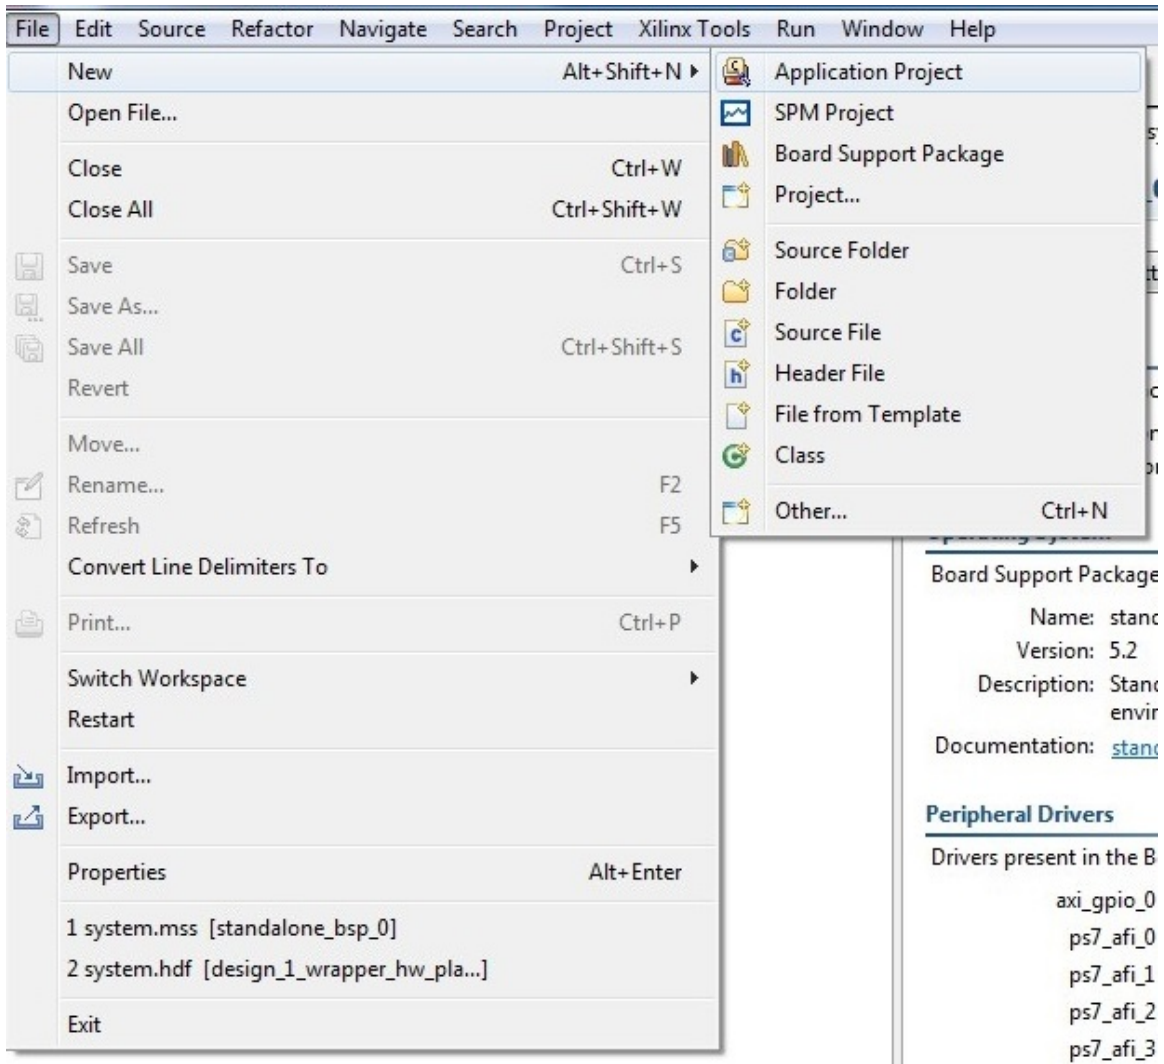 File Edit Source Refactor Navigate Search Project Xilinx Tools Run Window Help
New Alt+Shift+N
Open File...
Close Ctrl+W
Close All Ctrl+Shift+W
Save Ctrl+S
Save As...
Save All Ctrl+Shift+S
Revert
Move...
Rename... F2
Refresh F5
Convert Line Delimiters To
Print... Ctrl+P
Switch Workspace
Restart
Import...
Export...
Properties Alt+Enter
1 system.mss [standalone_bsp_0]
2 system.hdf [design_1_wrapper_hw_pla...]
Exit
Application Project
SPM Project
Board Support Package
Project...
Source Folder
Folder
Source File
Header File
File from Template
Class
Other... Ctrl+N
Board Support Package
Name: stand
Version: 5.2
Description: Stand
envir
Documentation: stand
Peripheral Drivers
Drivers present in the B
axi_gpio_0
ps7_afi_0
ps7_afi_1
ps7_afi_2
ps7_afi_3